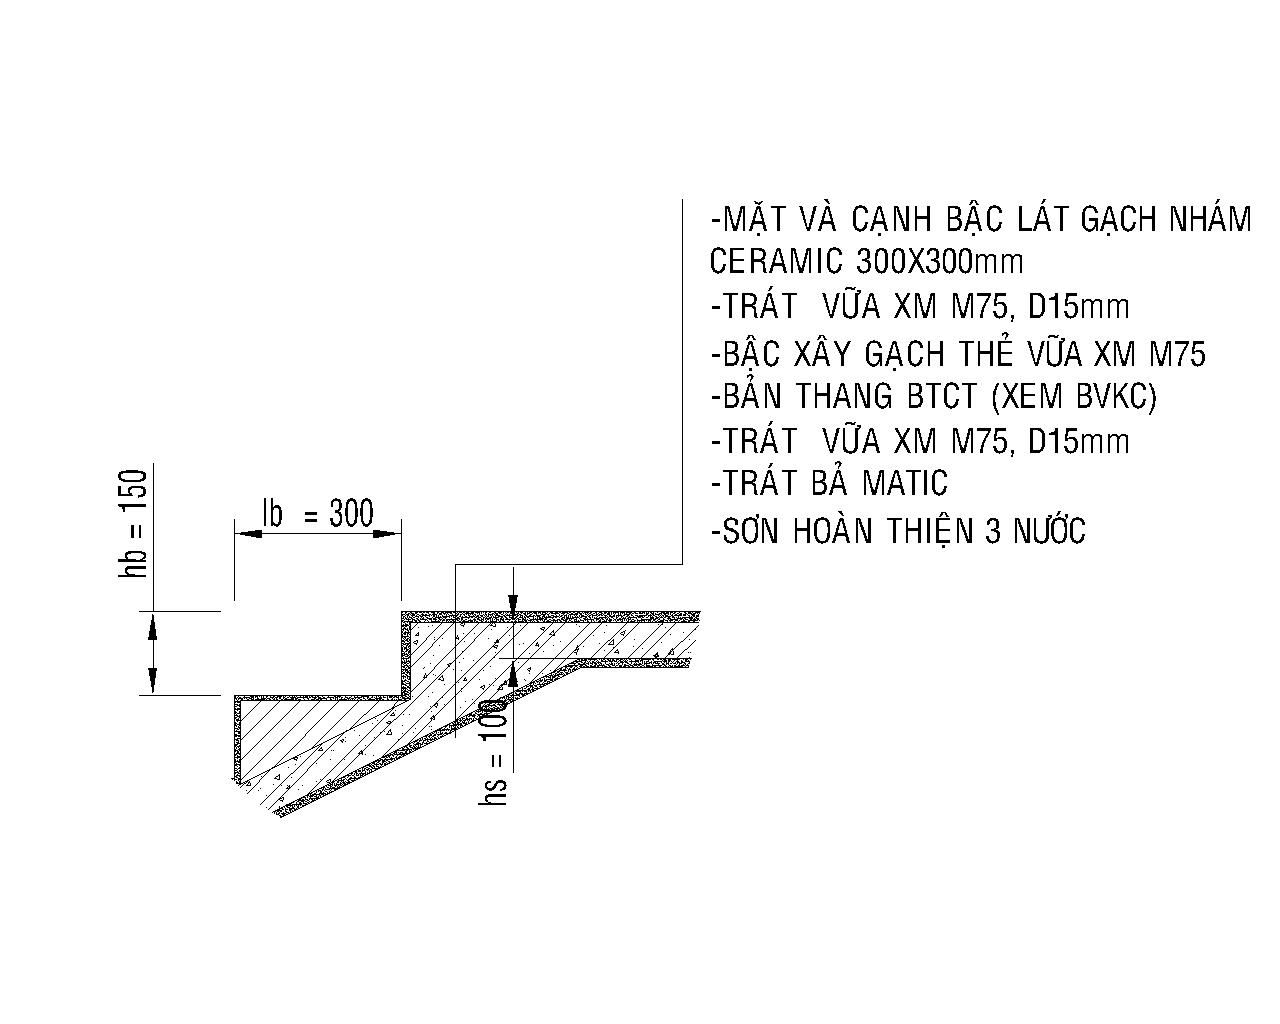 -MẶT VÀ CẠNH BẬC LÁT GẠCH NHÁM
CERAMIC 300X300mm
-TRÁT VỮA XM M75, D15mm
-BẬC XÂY GẠCH THẺ VỮA XM M75
-BẢN THANG BTCT (XEM BVKC)
-TRÁT VỮA XM M75, D15mm
-TRÁT BẢ MATIC
-SƠN HOÀN THIỆN 3 NƯỚC
hb = 150
lb = 300
hs = 100